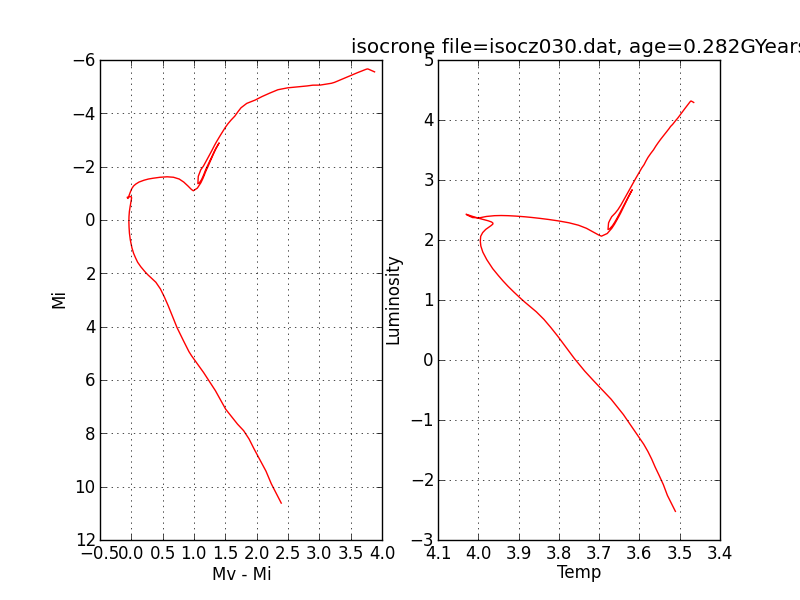 isocrone file=isocz030.dat, age=0.282GYears
−6
−4
−2
0
2
4
6
8
10
12
Mi
−0.5 0.0 0.5 1.0 1.5 2.0 2.5 3.0 3.5 4.0
Mv - Mi
5
4
3
2
1
0
−1
−2
−3
Luminosity
4.1 4.0 3.9 3.8 3.7 3.6 3.5 3.4
Temp